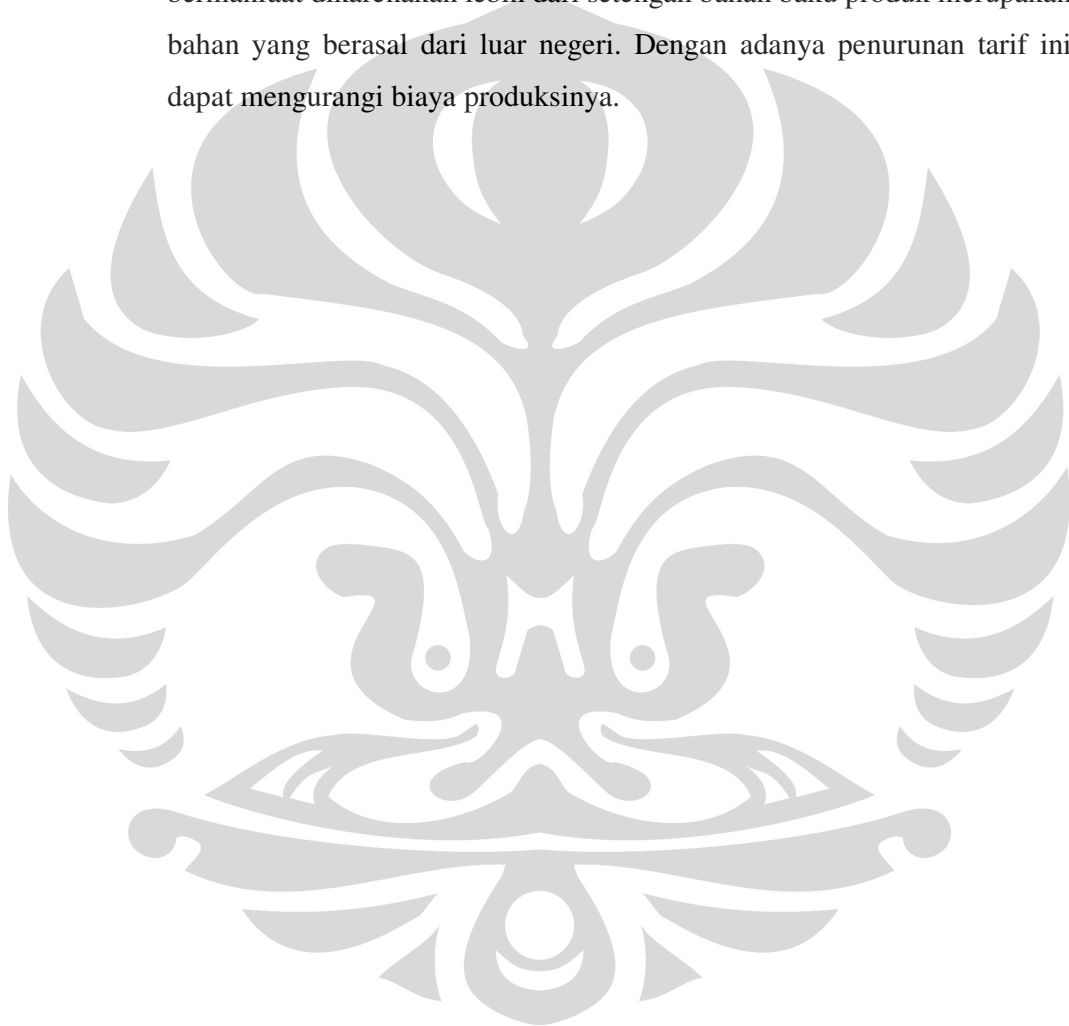 bermanfaat dikarenakan lebih dari setengah bahan baku produk merupakan
bahan yang berasal dari luar negeri. Dengan adanya penurunan tarif ini
dapat mengurangi biaya produksinya.